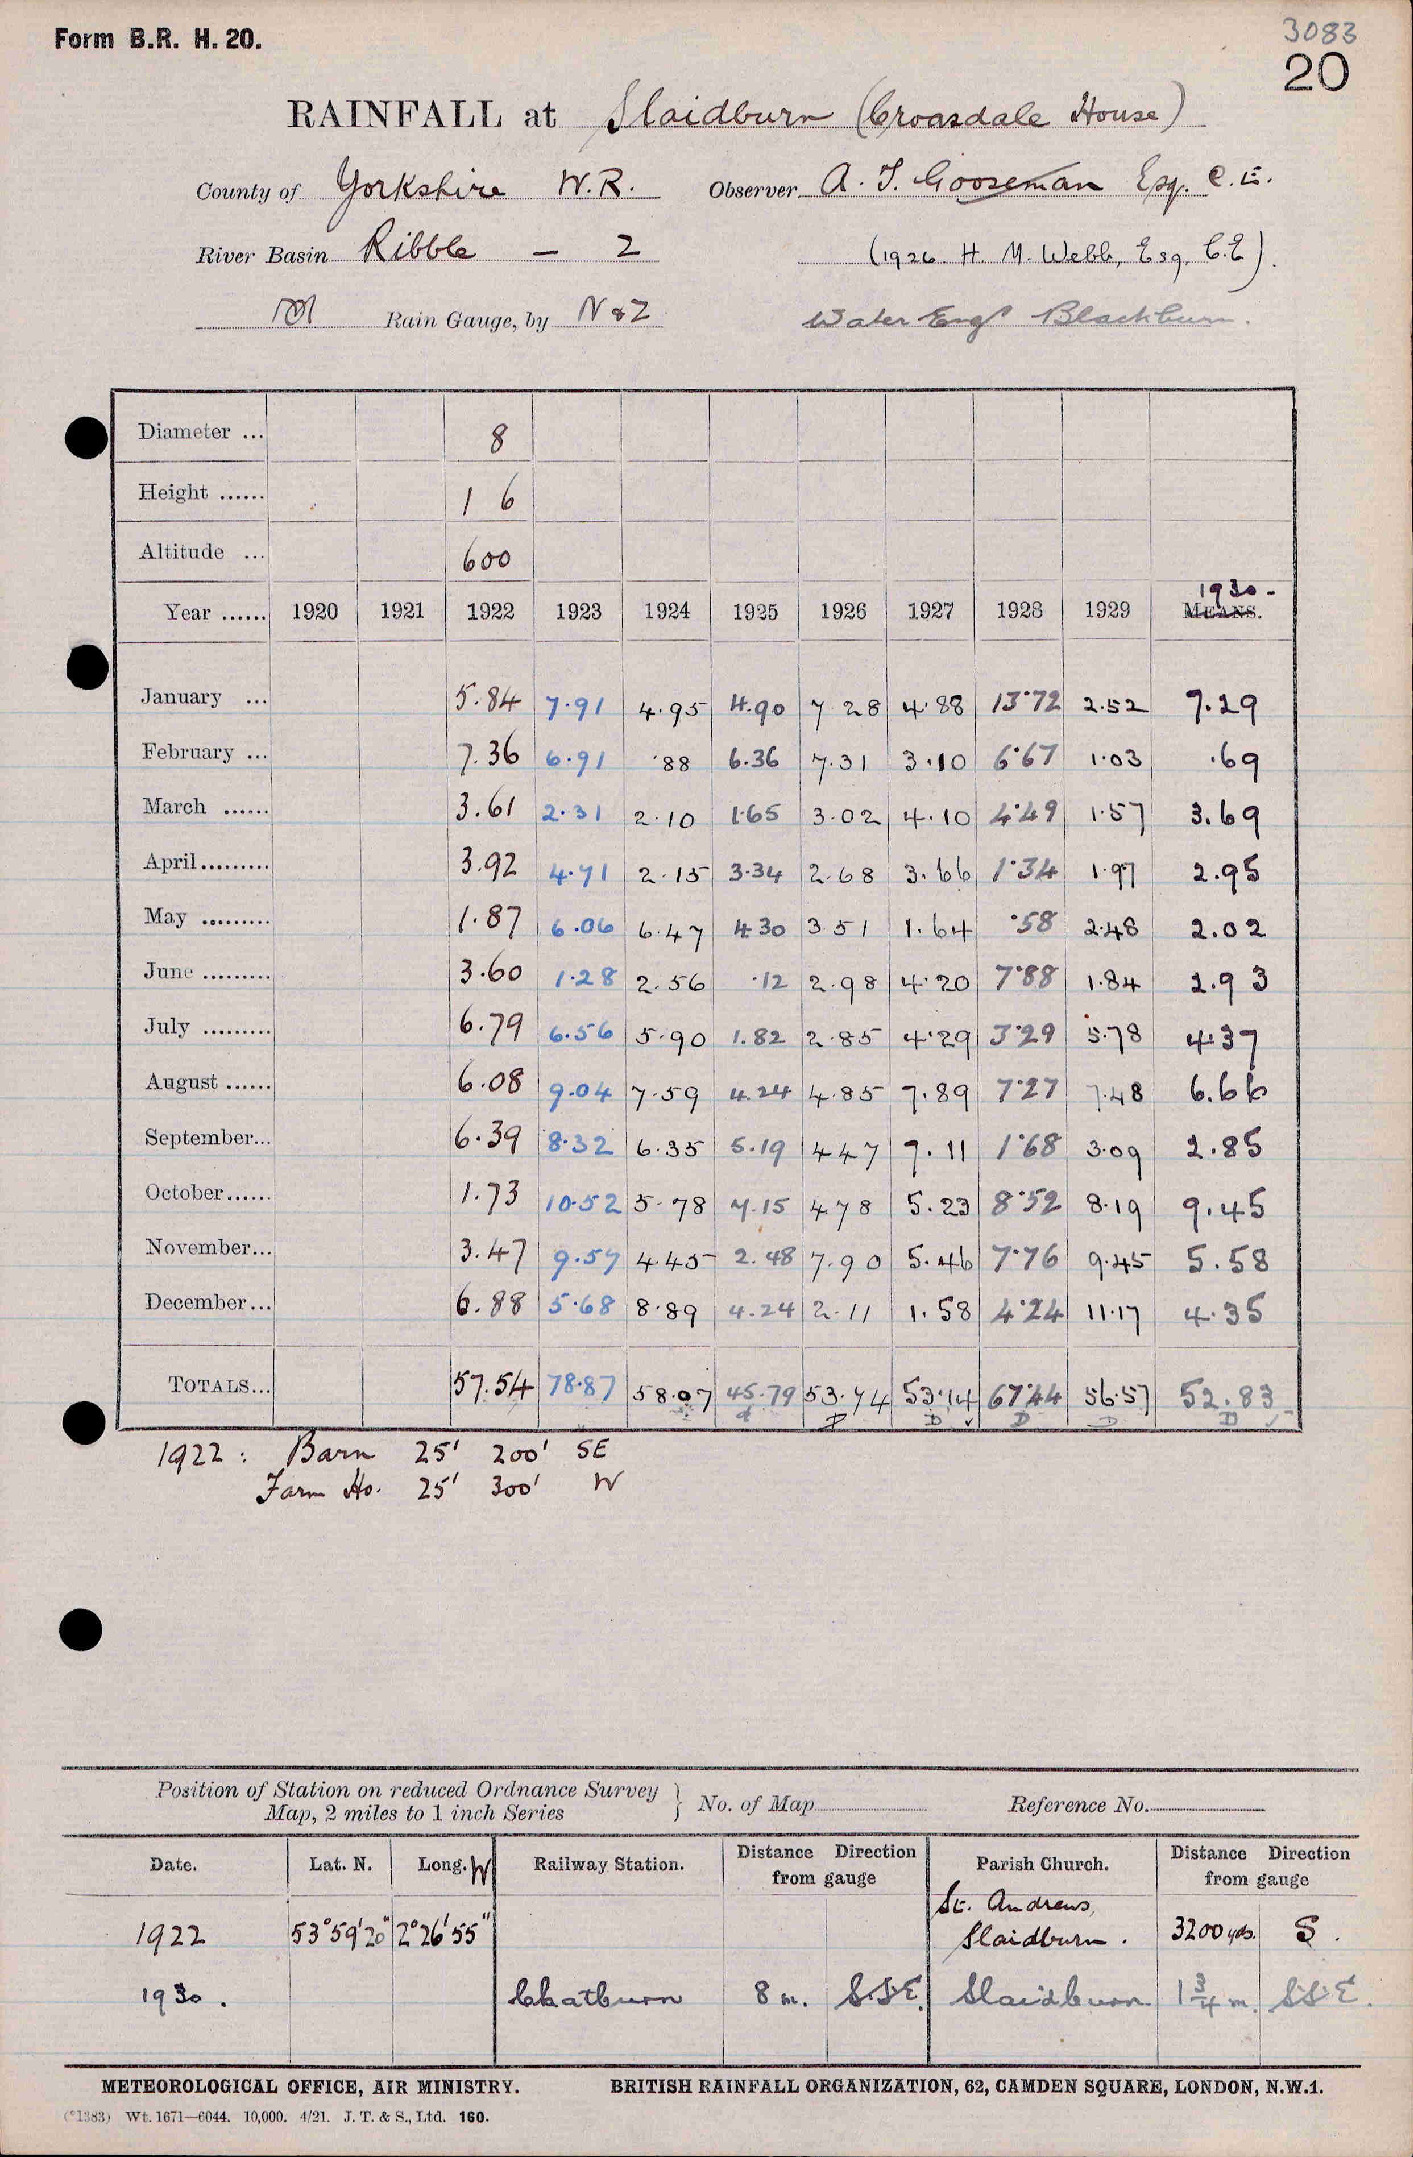 Form B.R. H. 20.
3083
20
RAINFALL at Slaidburn (Croasdale House)
County of Yorkshire W.R. Observer A. J. Gooseman Esq. C.E.
River Basin Ribble — 2 (1926 H. M. Webb, Esq. C.E).
Rain Gauge, by N & Z Water Engr Blackburn.
Diameter ... 8
Height ...... 1 6
Altitude ... 600
1930-
Year ...... 1920 1921 1922 1923 1924 1925 1926 1927 1928 1929 MEANS.
January ... 5.84 7.91 4.95 4.90 7 28 4.88 13.72 2.52 7.29
February ... 7.36 6.91 .88 6.36 7.31 3.10 6.67 1.03 .69
March ...... 3.61 2.31 2.10 1.65 3.02 4.10 4.49 1.57 3.69
April ......... 3.92 4.71 2.15 3.34 2.68 3.66 1.34 1.97 2.95
May ......... 1.87 6.06 6.47 4 30 3 51 1.64 .58 2.48 2.02
June ......... 3.60 1.28 2.56 .12 2.98 4.20 7.88 1.84 2.93
July ......... 6.79 6.56 5.90 1.82 2.85 4.29 3.29 5.78 4.37
August ...... 6.08 9.04 7.59 4.24 4.85 7.89 7.27 7.48 6.66
September... 6.39 8.32 6.35 5.19 4 47 7.11 1.68 3.09 2.85
October ...... 1.73 10.52 5.78 7.15 4 78 5.23 8.52 8.19 9.45
November... 3.47 9.57 4.45 2.48 7.90 5.46 7.76 9.45 5.58
December... 6.88 5.68 8.89 4.24 2.11 1.58 4.24 11.17 4.35
TOTALS... 57.54 78.87 58.07 45.79 53.74 53.14 67.44 56.57 52.83
D D D D D
1922: Barn 25' 200' SE
Farm Ho. 25' 300' W
Position of Station on reduced Ordnance Survey
Map, 2 miles to 1 inch Series } No. of Map Reference No.
Date. Lat. N. Long. W Railway Station. Distance Direction from gauge Parish Church. Distance Direction from gauge
1922 53°59'20" 2°26'55" St. Andrews, Slaidburn. 3200 yds. S.
1930. Chatburn 8 m. S.S.E. Slaidburn 1 3/4 m. SSE.
METEOROLOGICAL OFFICE, AIR MINISTRY. BRITISH RAINFALL ORGANIZATION, 62, CAMDEN SQUARE, LONDON, N.W.1.
(*1383) Wt. 1671—6044. 10,000. 4/21. J. T. & S., Ltd. 160.